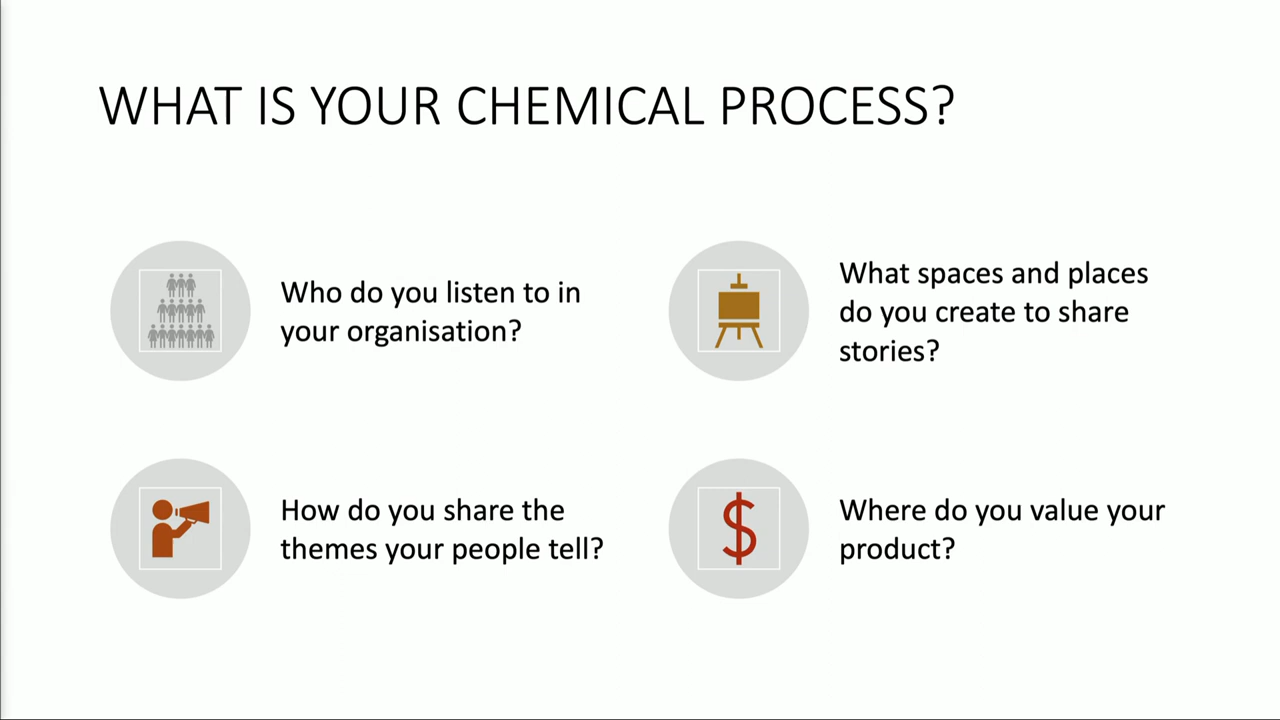 WHAT IS YOUR CHEMICAL PROCESS?
Who do you listen to in
your organisation?
What spaces and places
do you create to share
stories?
How do you share the
themes your people tell?
Where do you value your
product?